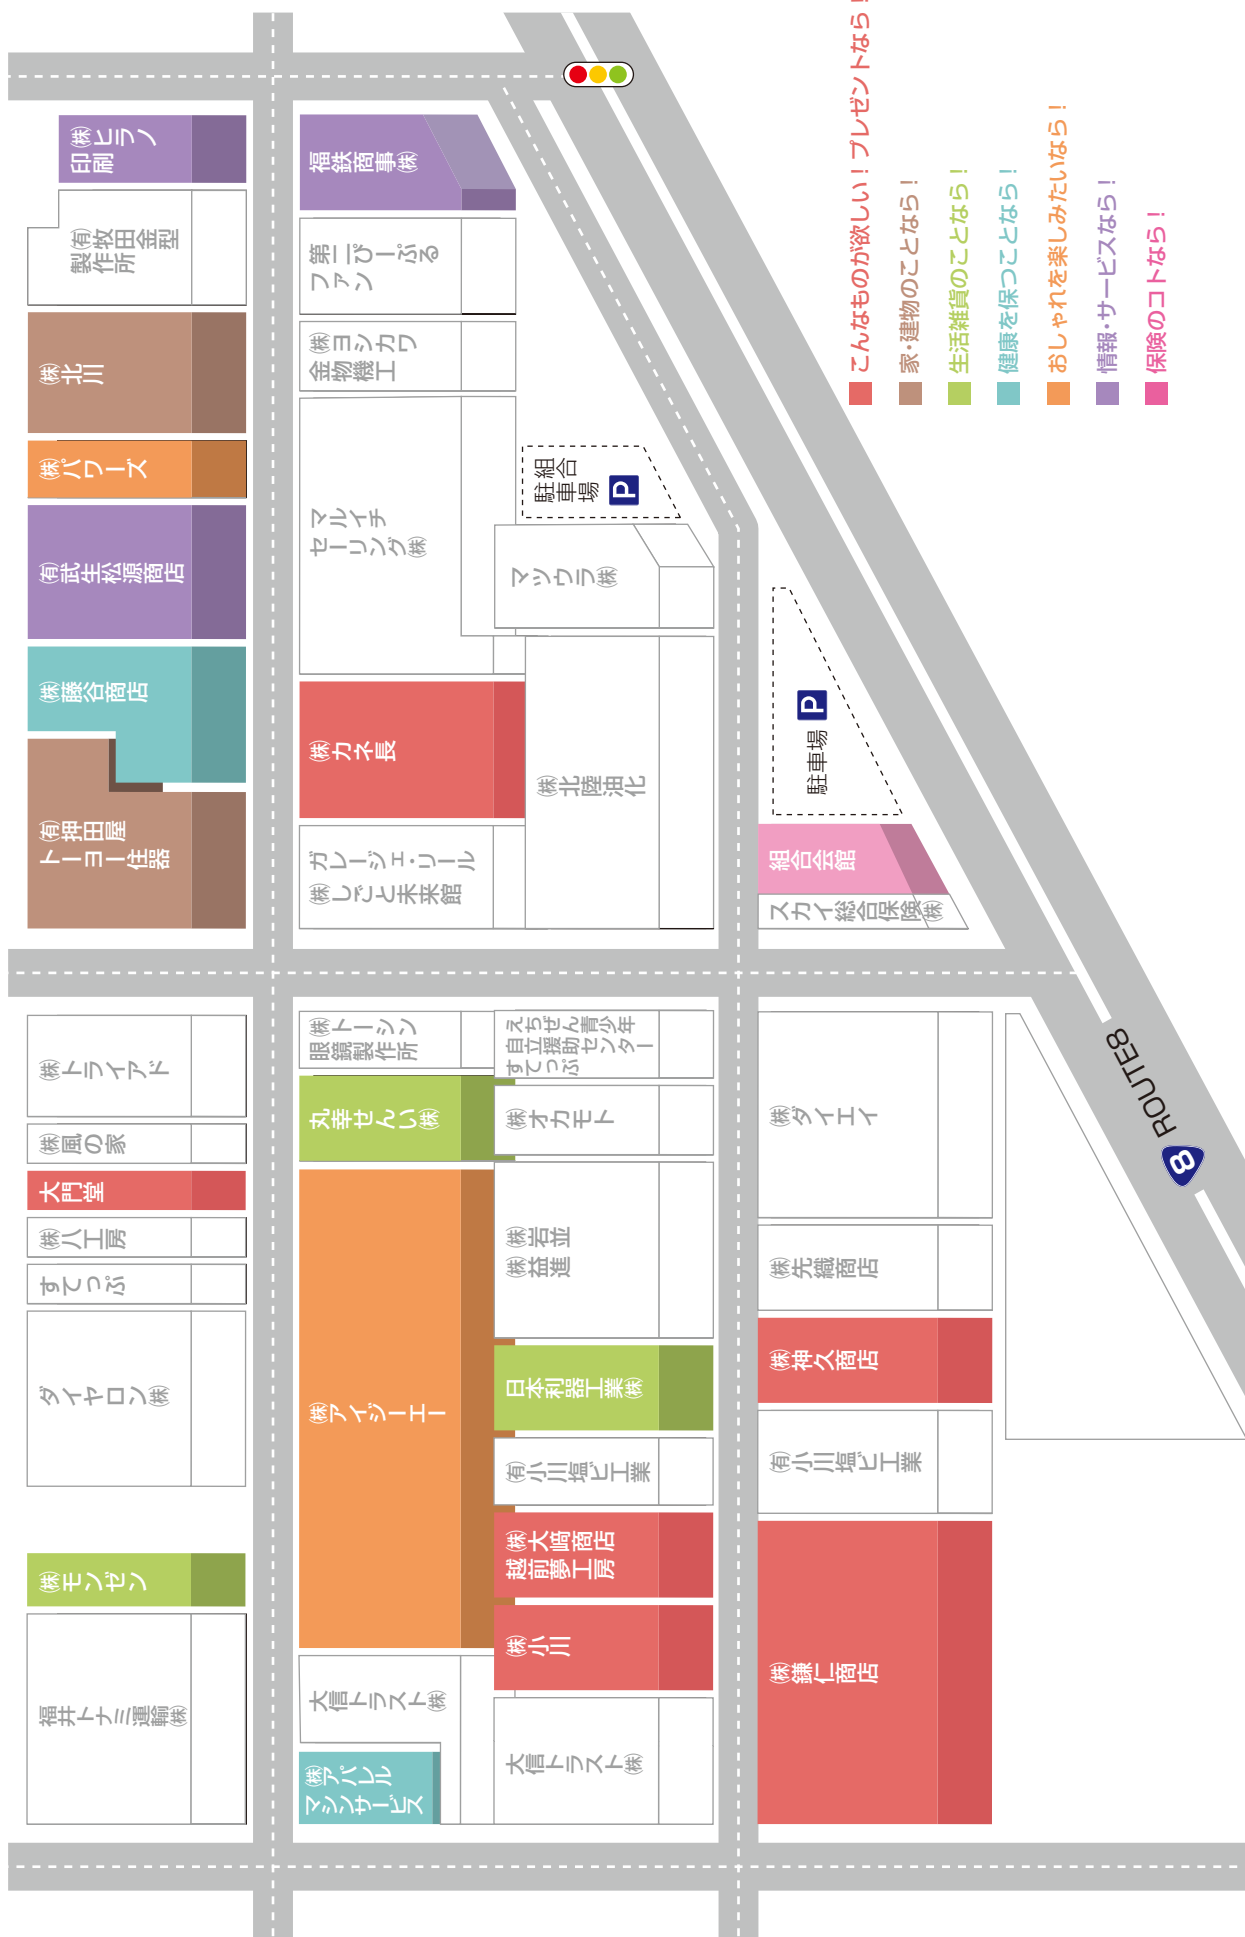 ㈱ヒラノ
印刷
㈲牧田金型
製作所
㈱北川
㈱パワーズ
㈲武生松源商店
㈱藤谷商店
㈲押田屋
トーヨー住器
㈱トライアド
㈱風の家
大門堂
㈱八工房
すてっぷ
ダイヤロン㈱
㈱モンゼン
福井トナミ運輸㈱
福鉄商事㈱
第二ぴーぷる
ファン
㈱ヨシカワ
金物機工
マルイチ
セーリング㈱
㈱カネ長
ガレージェ・リール
㈱しごと未来館
㈱トーシン
眼鏡製作所
丸幸せんい㈱
㈱アイジーエー
大信トラスト㈱
㈱アパレル
マシンサービス
組合
駐車場
P
マツウラ㈱
㈱北陸油化
えちぜん青少年
自立援助センター
すてっぷ
㈱オカモト
㈱岩並
㈱益進
日本利器工業㈱
㈲小川塩ビ工業
㈱大嶋商店
越前夢工房
㈱小川
大信トラスト㈱
P
駐車場
組合会館
スカイ総合保険㈱
㈱ダイエイ
㈱先織商店
㈱神久商店
㈲小川塩ビ工業
㈱鎌仁商店
8 ROUTE8
こんなものが欲しい！プレゼントなら！
家・建物のことなら！
生活雑貨のことなら！
健康を保つことなら！
おしゃれを楽しみたいなら！
情報・サービスなら！
保険のコトなら！